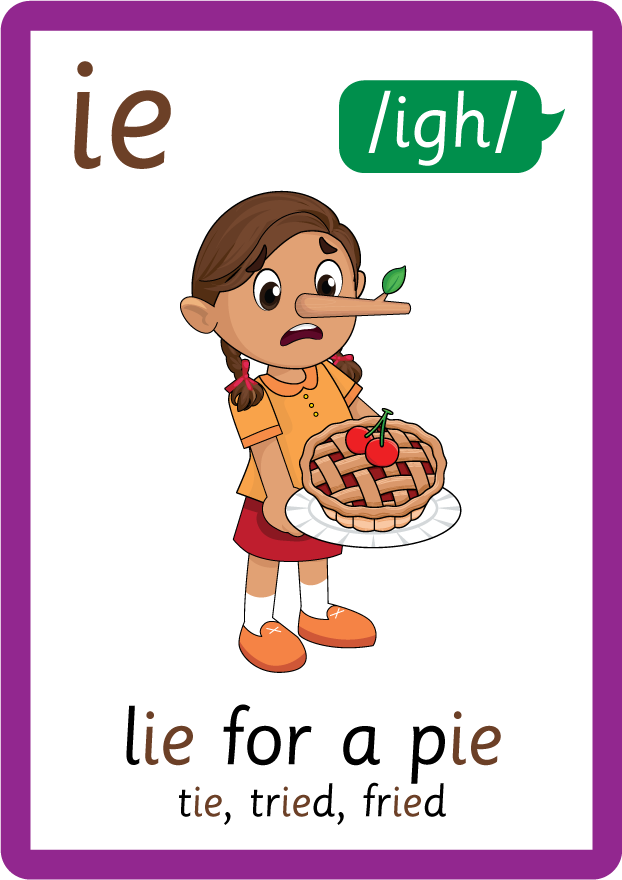 ie
/igh/
lie for a pie
tie, tried, fried